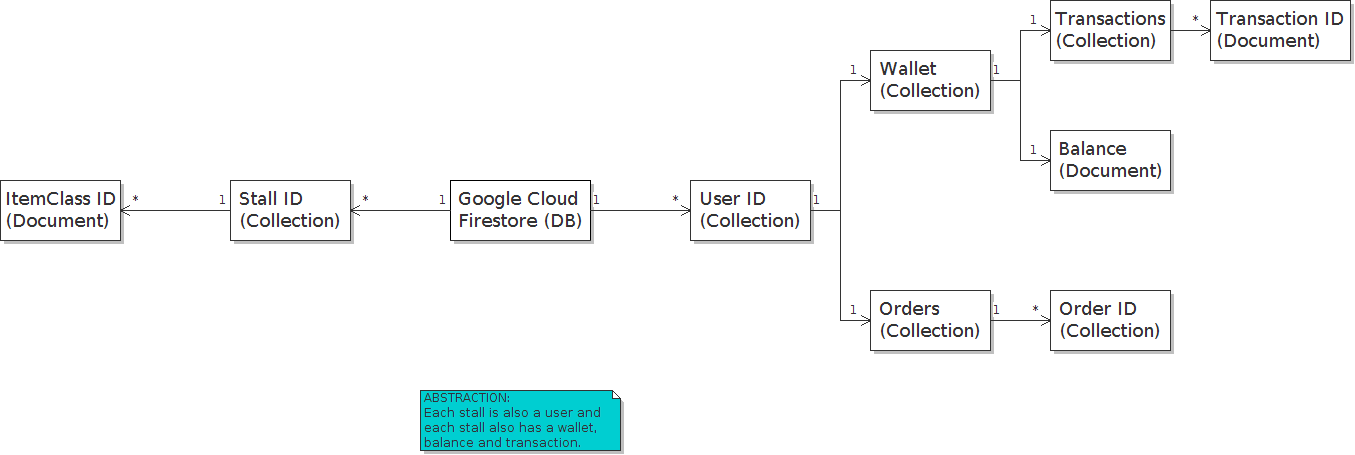 1
Transactions
(Collection)
*
Transaction ID
(Document)
1
Wallet
(Collection)
1
1
Balance
(Document)
ItemClass ID
(Document)
*
1
Stall ID
(Collection)
*
1
Google Cloud
Firestore (DB)
1
*
User ID
(Collection)
1
1
Orders
(Collection)
1
*
Order ID
(Collection)
ABSTRACTION:
Each stall is also a user and
each stall also has a wallet,
balance and transaction.